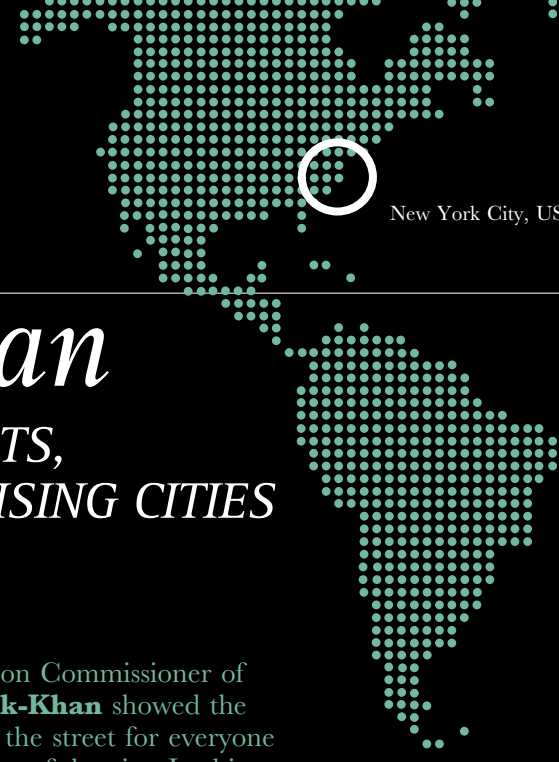 New York City, US
an
TS,
ISING CITIES
on Commissioner of
k-Khan showed the
the street for everyone